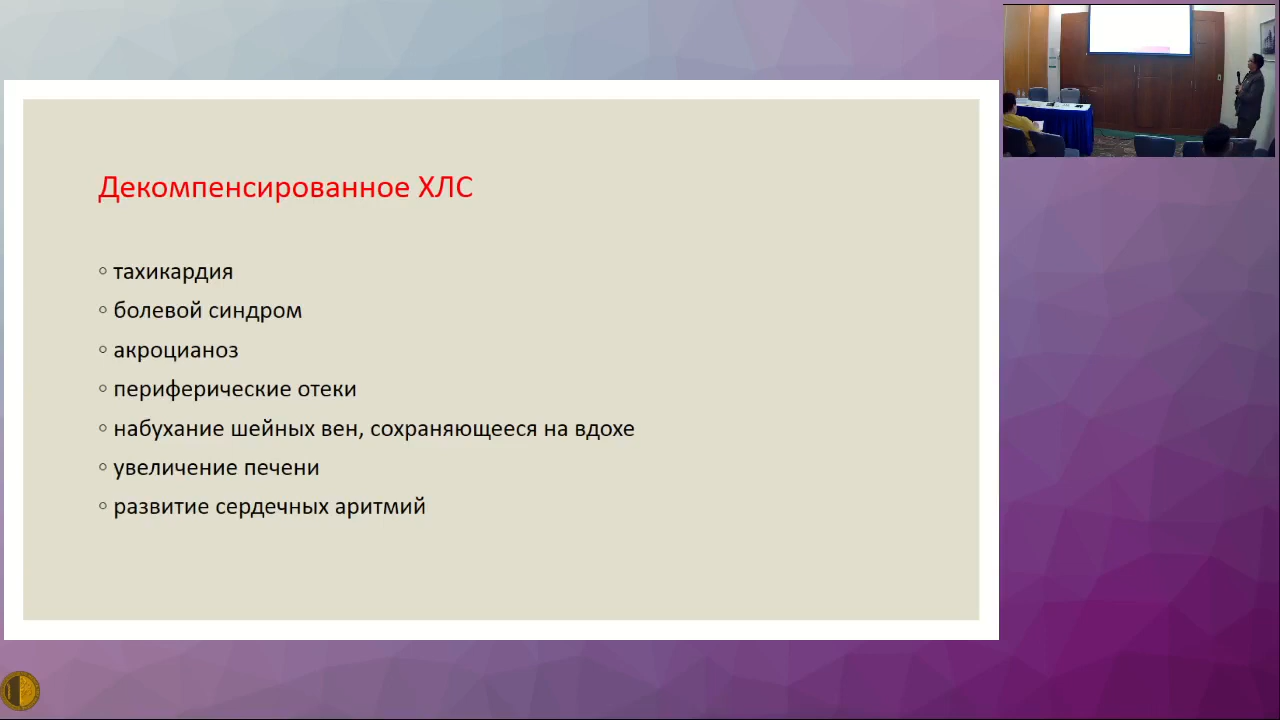 Декомпенсированное ХЛС
◦ тахикардия
◦ болевой синдром
◦ акроцианоз
◦ периферические отеки
◦ набухание шейных вен, сохраняющееся на вдохе
◦ увеличение печени
◦ развитие сердечных аритмий